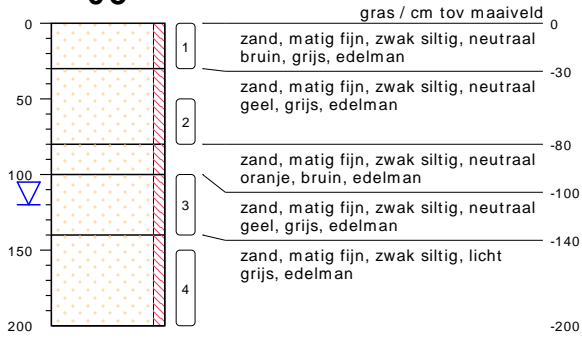 gras / cm tov maaiveld
0
0
1
zand, matig fijn, zwak siltig, neutraal
bruin, grijs, edelman
-30
zand, matig fijn, zwak siltig, neutraal
geel, grijs, edelman
50
2
-80
zand, matig fijn, zwak siltig, neutraal
oranje, bruin, edelman
100
-100
3
zand, matig fijn, zwak siltig, neutraal
geel, grijs, edelman
-140
150
zand, matig fijn, zwak siltig, licht
grijs, edelman
4
200
-200